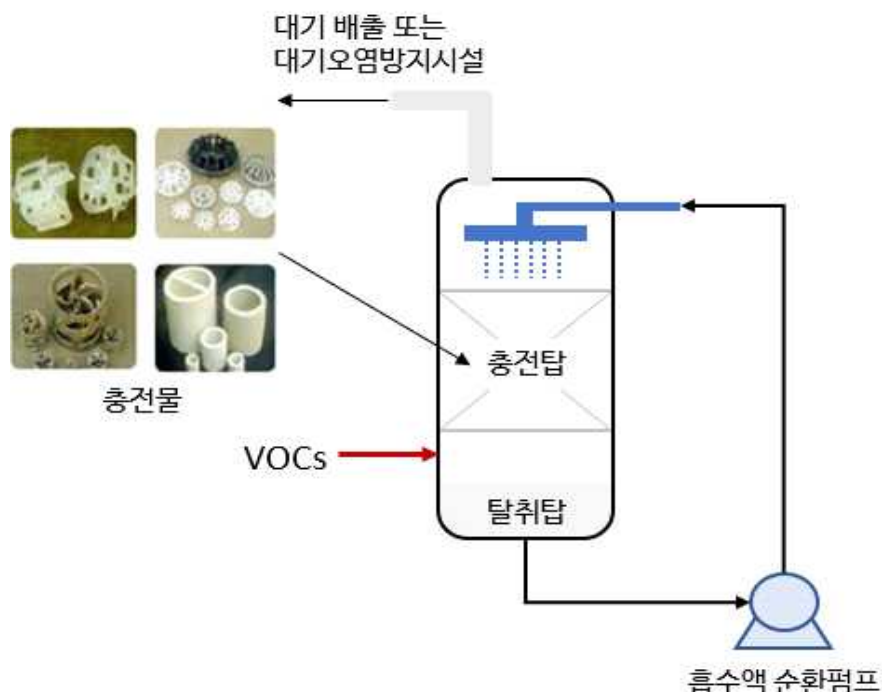 대기 배출 또는
대기오염방지시설
충전탑
충전물
VOCs
탈취탑
흡수액 순환펌프